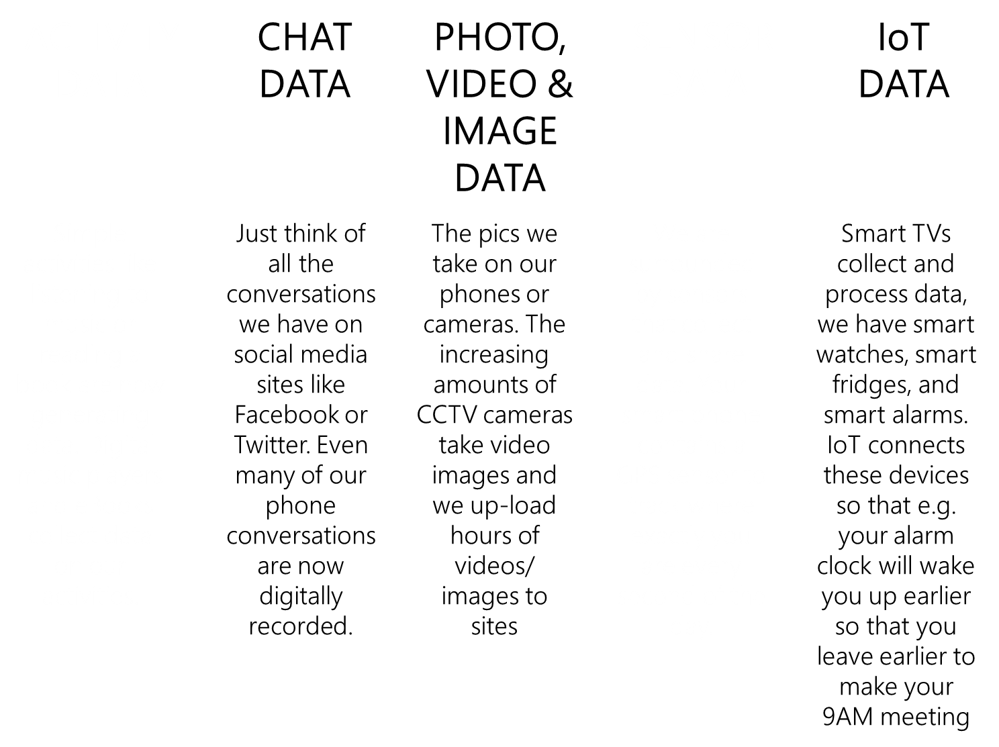 CHAT
DATA
Just think of
all the
conversations
we have on
social media
sites like
Facebook or
Twitter. Even
many of our
phone
conversations
are now
digitally
recorded.
PHOTO,
VIDEO &
IMAGE
DATA
The pics we
take on our
phones or
cameras. The
increasing
amounts of
CCTV cameras
take video
images and
we up-load
hours of
videos/
images to
sites
IoT
DATA
Smart TVs
collect and
process data,
we have smart
watches, smart
fridges, and
smart alarms.
IoT connects
these devices
so that e.g.
your alarm
clock will wake
you up earlier
so that you
leave earlier to
make your
9AM meeting